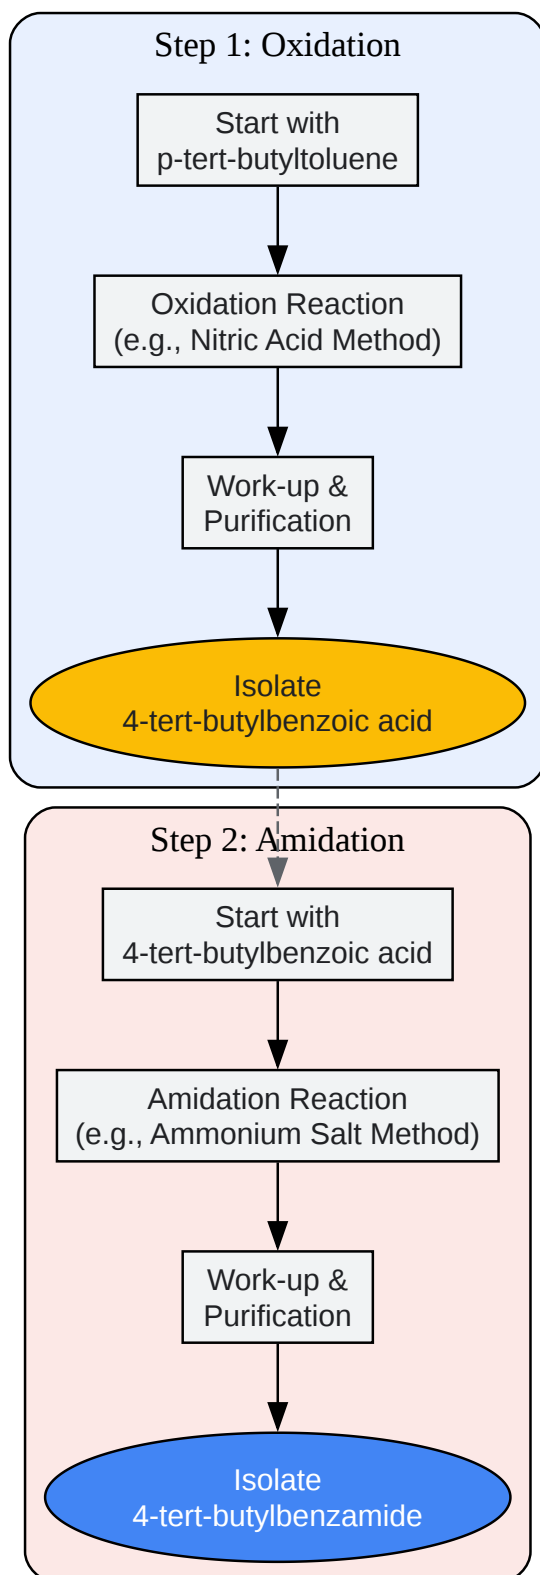 Step 1: Oxidation
Start with
p-tert-butyltoluene
Oxidation Reaction
(e.g., Nitric Acid Method)
Work-up &
Purification
Isolate
4-tert-butylbenzoic acid
Step 2: Amidation
Start with
4-tert-butylbenzoic acid
Amidation Reaction
(e.g., Ammonium Salt Method)
Work-up &
Purification
Isolate
4-tert-butylbenzamide